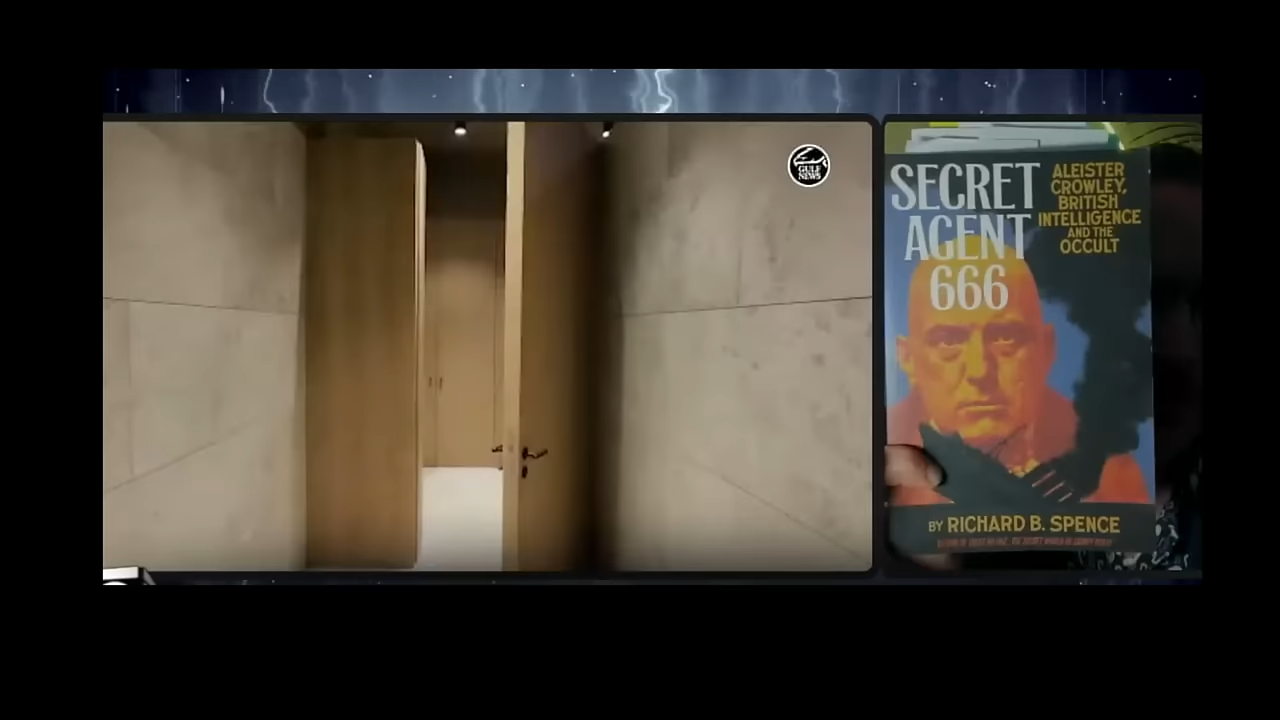 GULF
NEWS
SECRET
AGENT
666
ALEISTER
CROWLEY,
BRITISH
INTELLIGENCE
AND THE
OCCULT
BY RICHARD B. SPENCE